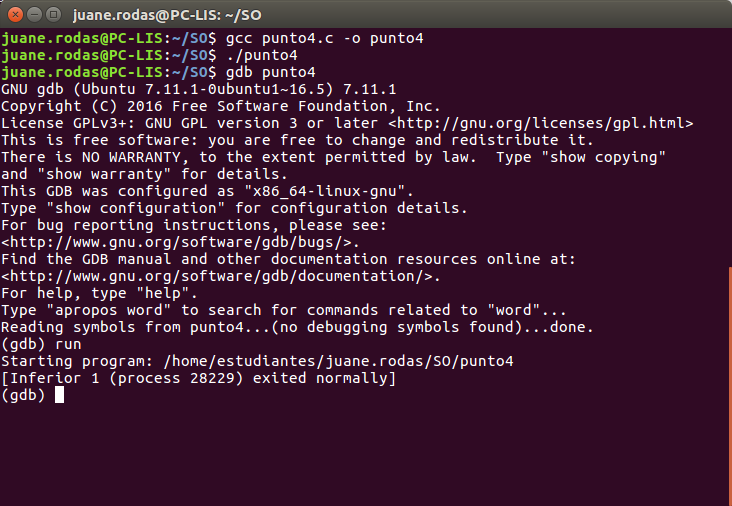 juane.rodas@PC-LIS: ~/SO
juane.rodas@PC-LIS:~/SO$ gcc punto4.c -o punto4
juane.rodas@PC-LIS:~/SO$ ./punto4
juane.rodas@PC-LIS:~/SO$ gdb punto4
GNU gdb (Ubuntu 7.11.1-0ubuntu1~16.5) 7.11.1
Copyright (C) 2016 Free Software Foundation, Inc.
License GPLv3+: GNU GPL version 3 or later <http://gnu.org/licenses/gpl.html>
This is free software: you are free to change and redistribute it.
There is NO WARRANTY, to the extent permitted by law.  Type "show copying"
and "show warranty" for details.
This GDB was configured as "x86_64-linux-gnu".
Type "show configuration" for configuration details.
For bug reporting instructions, please see:
<http://www.gnu.org/software/gdb/bugs/>.
Find the GDB manual and other documentation resources online at:
<http://www.gnu.org/software/gdb/documentation/>.
For help, type "help".
Type "apropos word" to search for commands related to "word"...
Reading symbols from punto4...(no debugging symbols found)...done.
(gdb) run
Starting program: /home/estudiantes/juane.rodas/SO/punto4
[Inferior 1 (process 28229) exited normally]
(gdb)